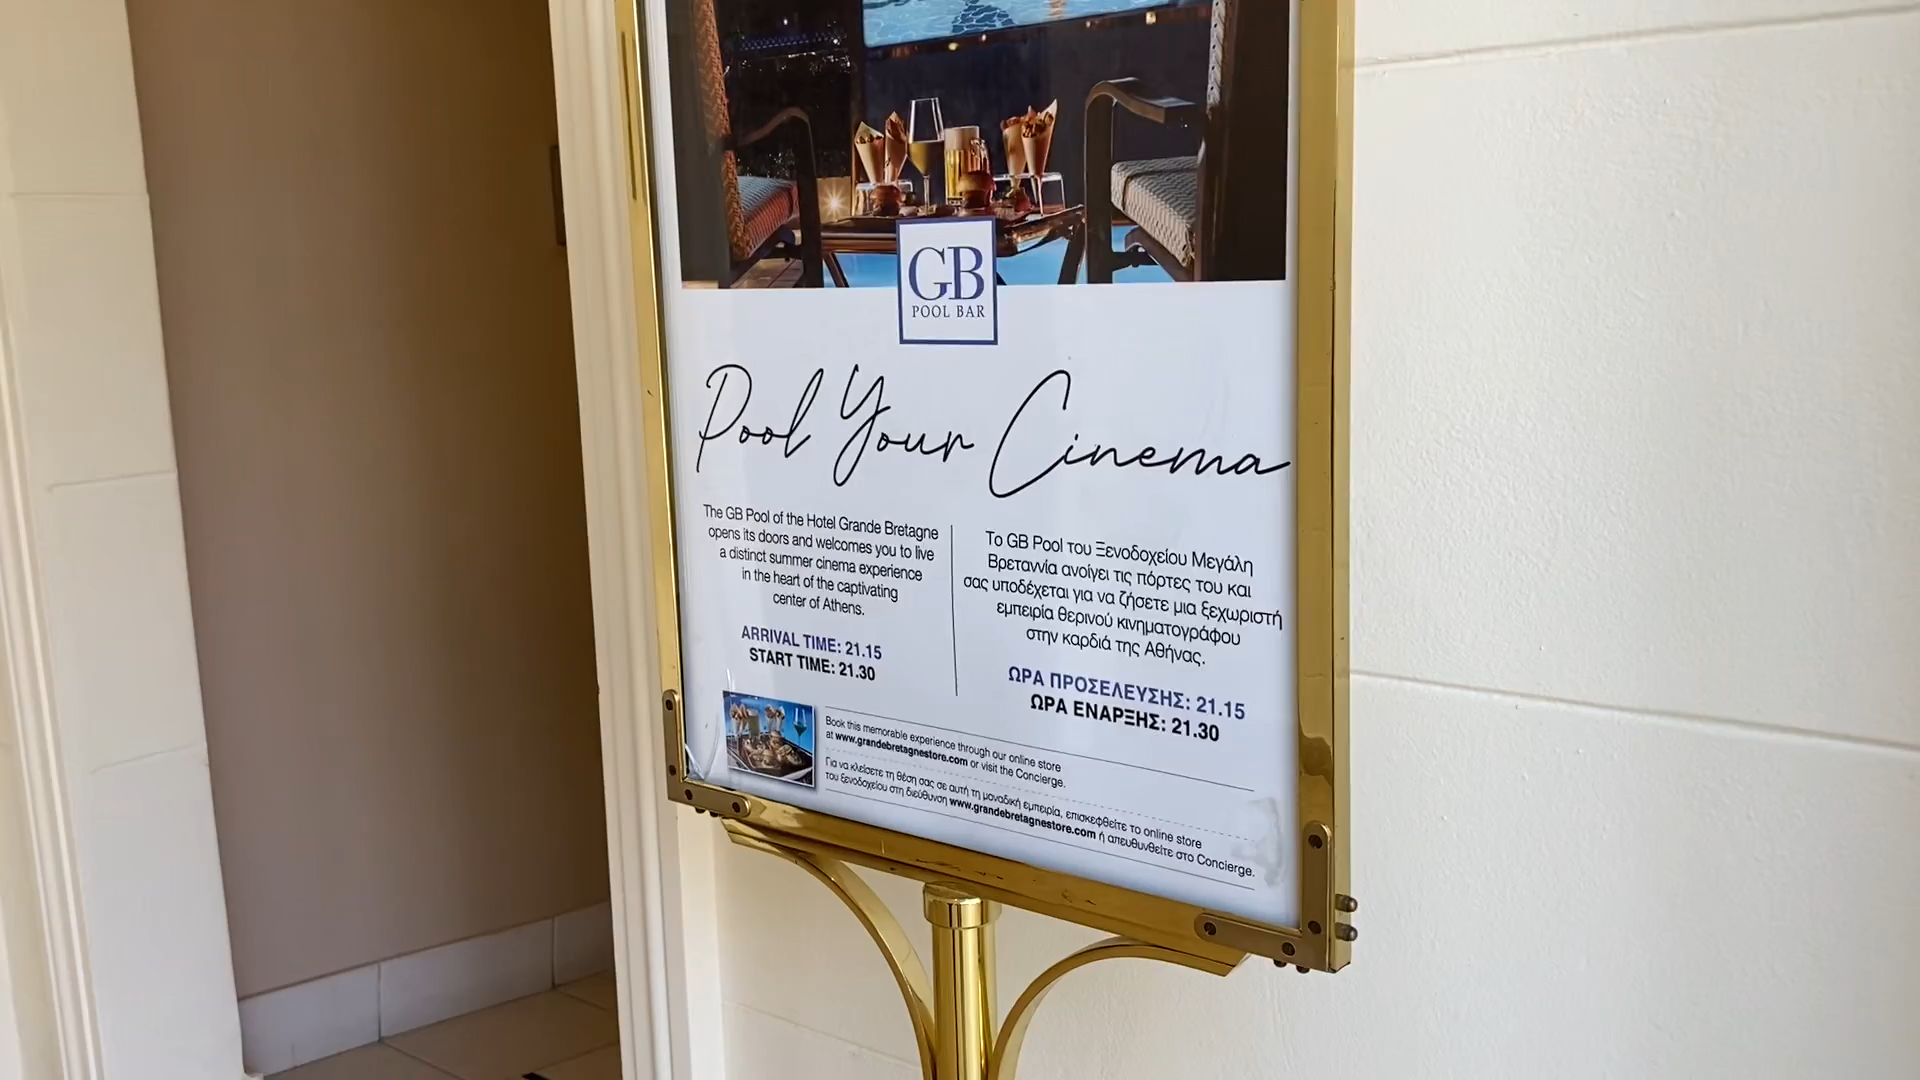 GB
POOL BAR
Pool Your Cinema
The GB Pool of the Hotel Grande Bretagne
opens its doors and welcomes you to live
a distinct summer cinema experience
in the heart of the captivating
center of Athens.
ARRIVAL TIME: 21.15
START TIME: 21.30
Το GB Pool του Ξενοδοχείου Μεγάλη
Βρεταννία ανοίγει τις πόρτες του και
σας υποδέχεται για να ζήσετε μια ξεχωριστή
εμπειρία θερινού κινηματογράφου
στην καρδιά της Αθήνας.
ΩΡΑ ΠΡΟΣΕΛΕΥΣΗΣ: 21.15
ΩΡΑ ΕΝΑΡΞΗΣ: 21.30
Book this memorable experience through our online store
at www.grandebretagnestore.com or visit the Concierge.
Για να κλείσετε τη θέση σας σε αυτή τη μοναδική εμπειρία, επισκεφθείτε το online store
του ξενοδοχείου στη διεύθυνση www.grandebretagnestore.com ή απευθυνθείτε στο Concierge.